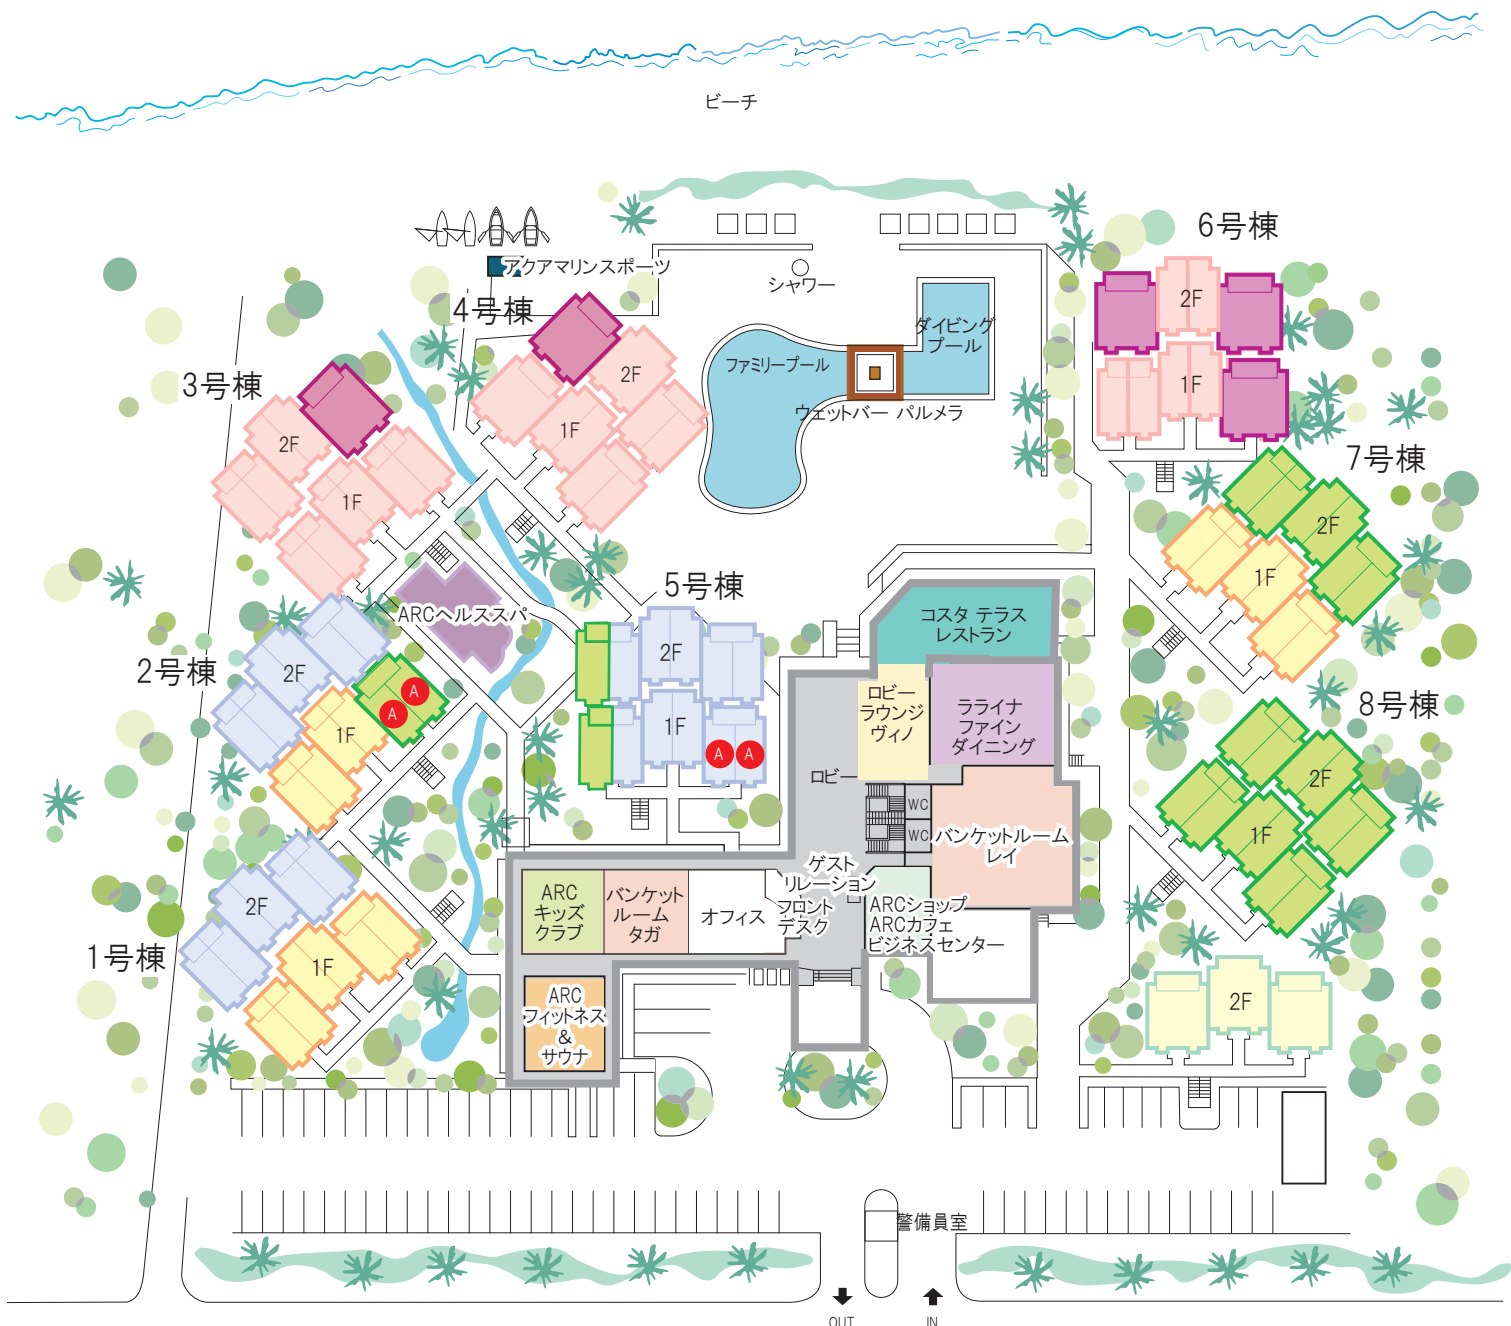 ビーチ
6号棟
アクアマリンスポーツ
シャワー
4号棟
2F
ダイビング
プール
ファミリープール
2F
3号棟
1F
ウェットバー パルメラ
1F
2F
7号棟
1F
2F
1F
5号棟
ARCヘルススパ
コスタ テラス
レストラン
2F
2号棟
2F
A
A
1F
1F
A
A
ロビー
ラウンジ
ヴィノ
ラライナ
ファイン
ダイニング
8号棟
ロビー
WC
WC
2F
1F
バンケットルーム
レイ
ゲスト
リレーション
フロント
デスク
ARC
キッズ
クラブ
バンケット
ルーム
タガ
オフィス
ARCショップ
ARCカフェ
ビジネスセンター
2F
1号棟
1F
ARC
フィットネス
&
サウナ
2F
警備員室
OUT
IN